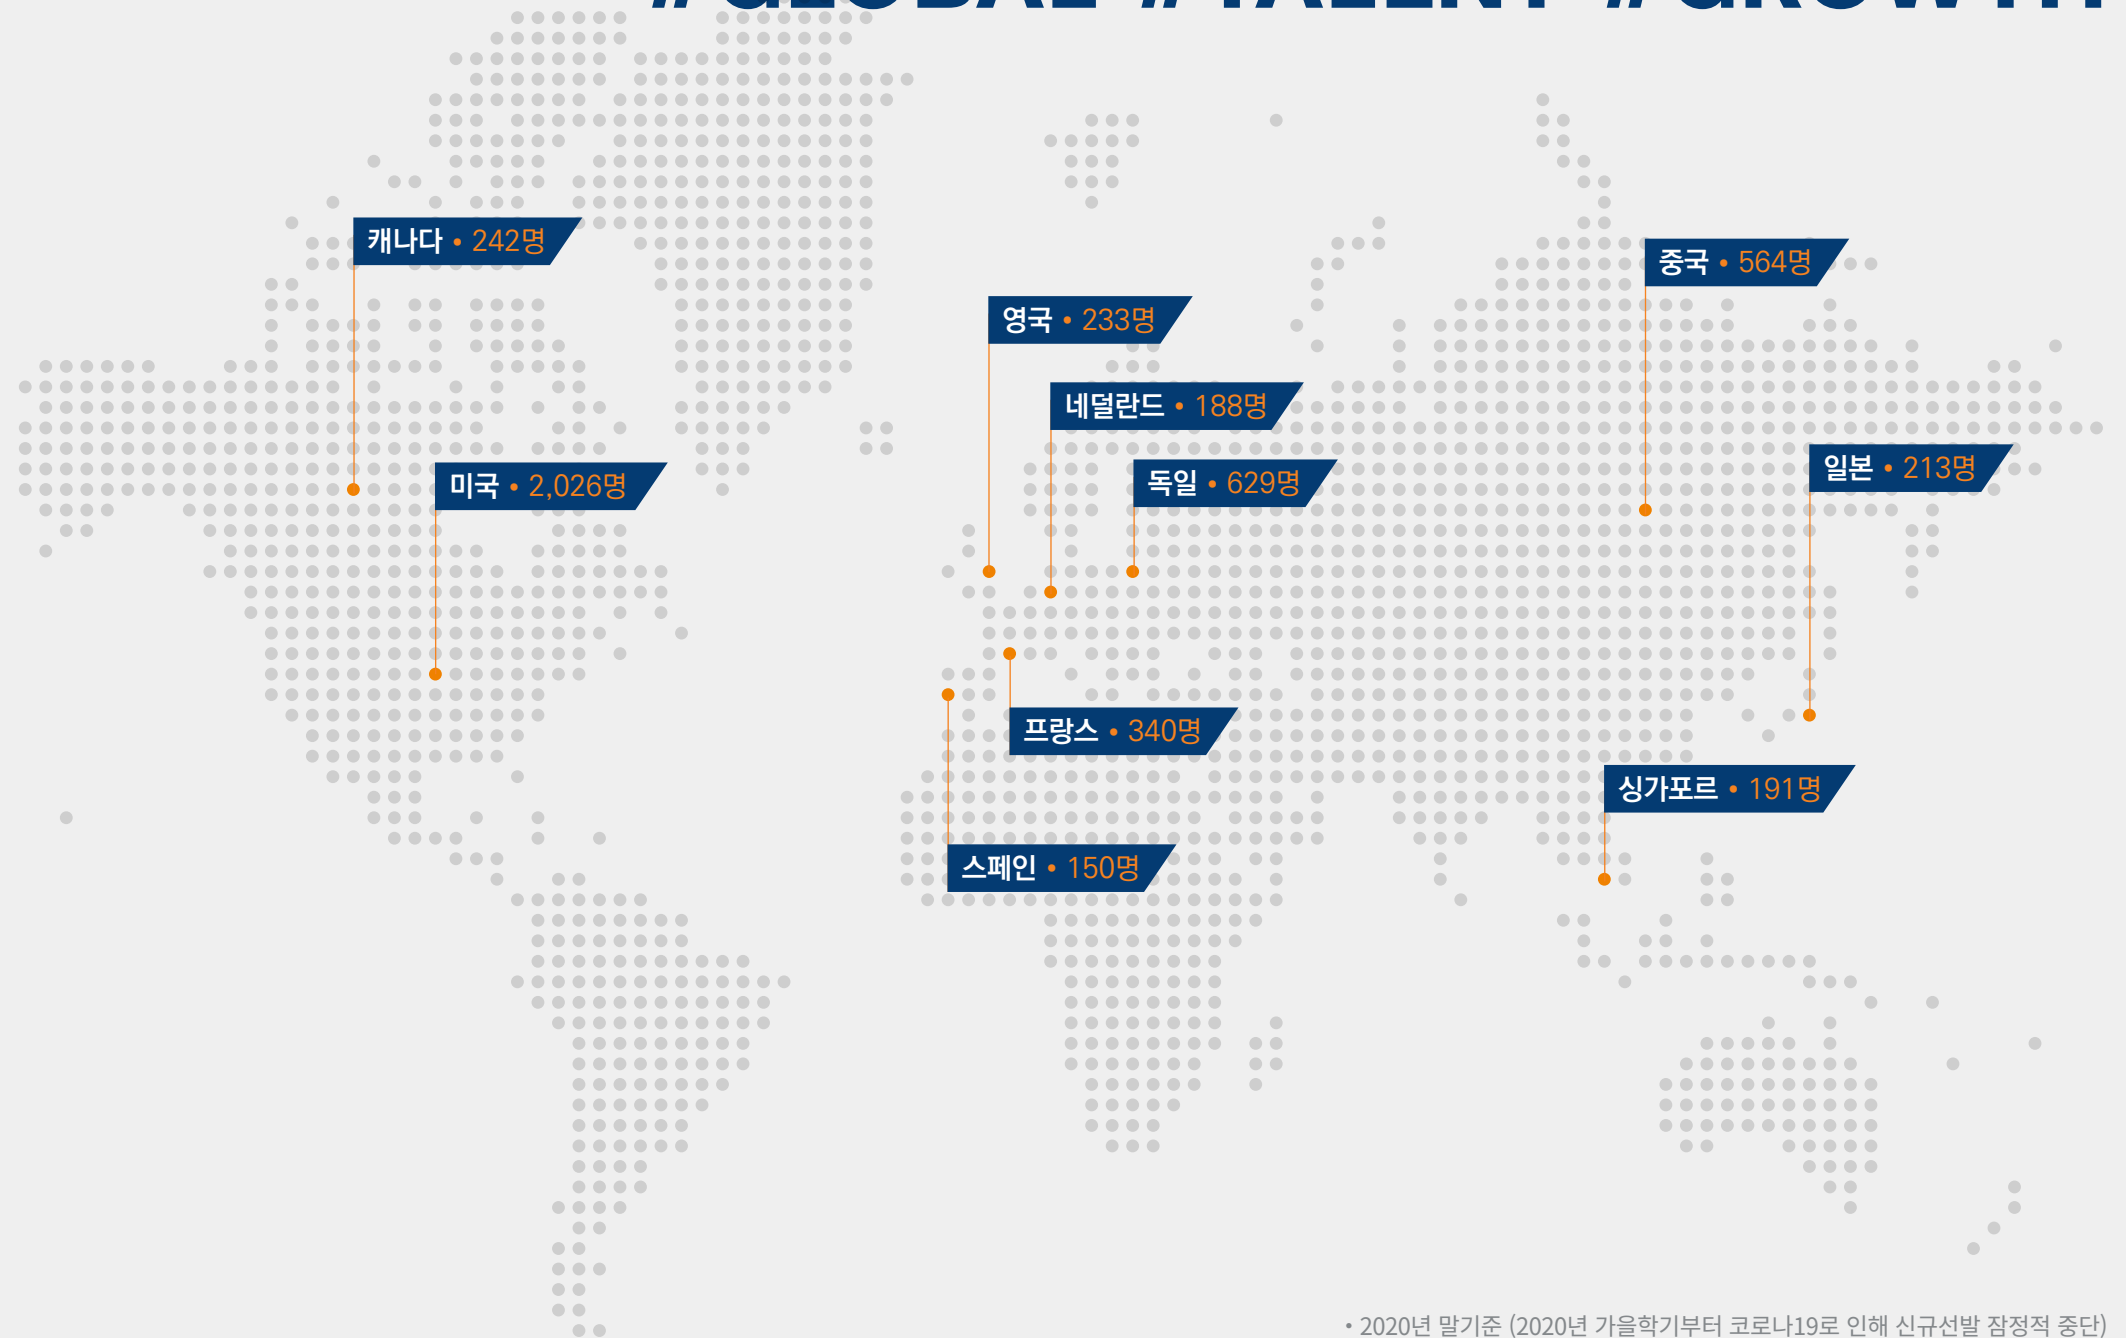 #GLOBAL #TALENT #GROWTH
캐나다 • 242명
중국 • 564명
영국 • 233명
네덜란드 • 188명
일본 • 213명
미국 • 2,026명
독일 • 629명
프랑스 • 340명
싱가포르 • 191명
스페인 • 150명
• 2020년 말기준 (2020년 가을학기부터 코로나19로 인해 신규선발 잠정적 중단)